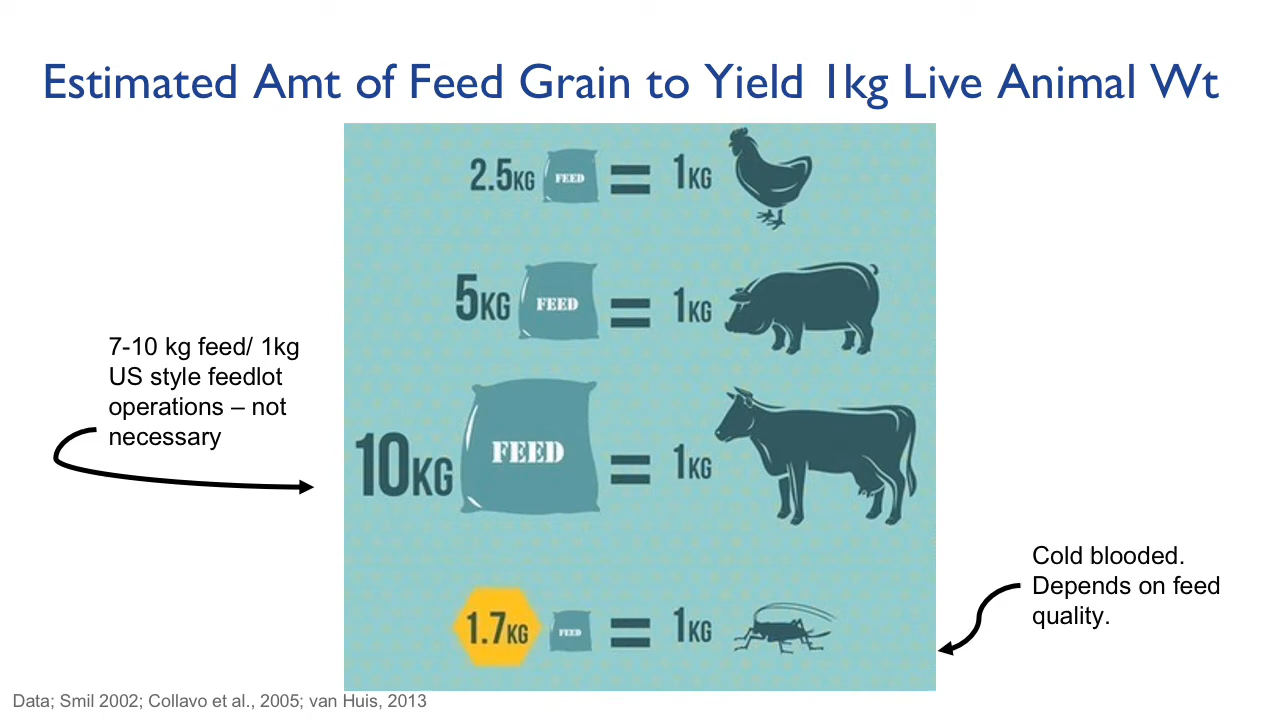 Estimated Amt of Feed Grain to Yield 1kg Live Animal Wt
2.5KG FEED = 1KG
5KG FEED = 1KG
7-10 kg feed/ 1kg
US style feedlot
operations – not
necessary
10KG FEED = 1KG
Cold blooded.
Depends on feed
quality.
1.7KG FEED = 1KG
Data; Smil 2002; Collavo et al., 2005; van Huis, 2013